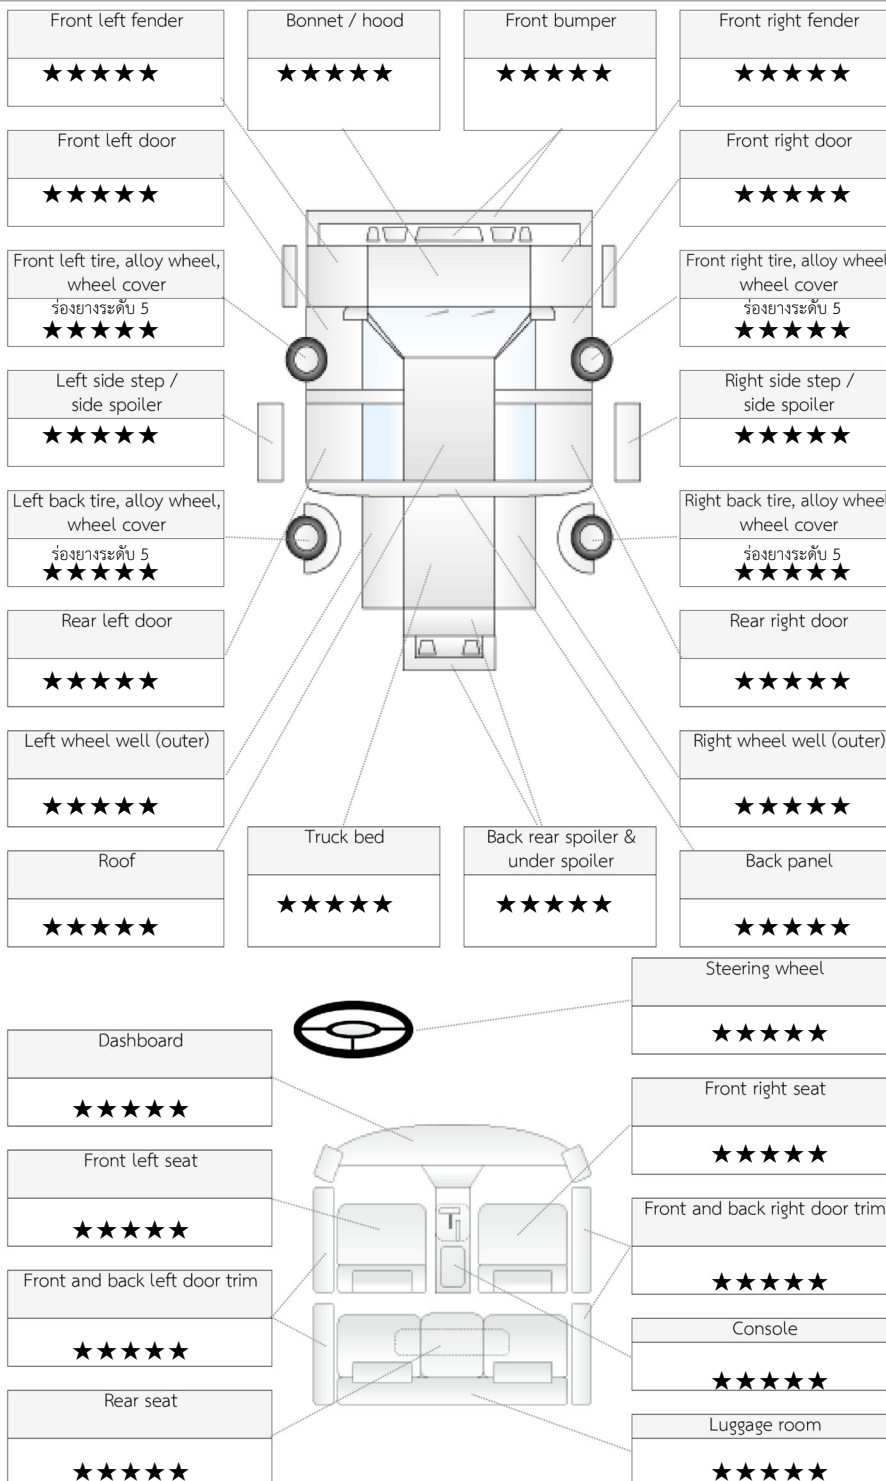 Front left fender
★★★★★
Bonnet / hood
★★★★★
Front bumper
★★★★★
Front right fender
★★★★★
Front left door
★★★★★
Front right door
★★★★★
Front left tire, alloy wheel,
wheel cover
ร่องยางระดับ 5
★★★★★
Front right tire, alloy wheel
wheel cover
ร่องยางระดับ 5
★★★★★
Left side step /
side spoiler
★★★★★
Right side step /
side spoiler
★★★★★
Left back tire, alloy wheel,
wheel cover
ร่องยางระดับ 5
★★★★★
Right back tire, alloy wheel
wheel cover
ร่องยางระดับ 5
★★★★★
Rear left door
★★★★★
Rear right door
★★★★★
Left wheel well (outer)
★★★★★
Right wheel well (outer)
★★★★★
Roof
★★★★★
Truck bed
★★★★★
Back rear spoiler &
under spoiler
★★★★★
Back panel
★★★★★
Steering wheel
★★★★★
Dashboard
★★★★★
Front right seat
★★★★★
Front left seat
★★★★★
Front and back right door trim
★★★★★
Front and back left door trim
★★★★★
Console
★★★★★
Rear seat
★★★★★
Luggage room
★★★★★